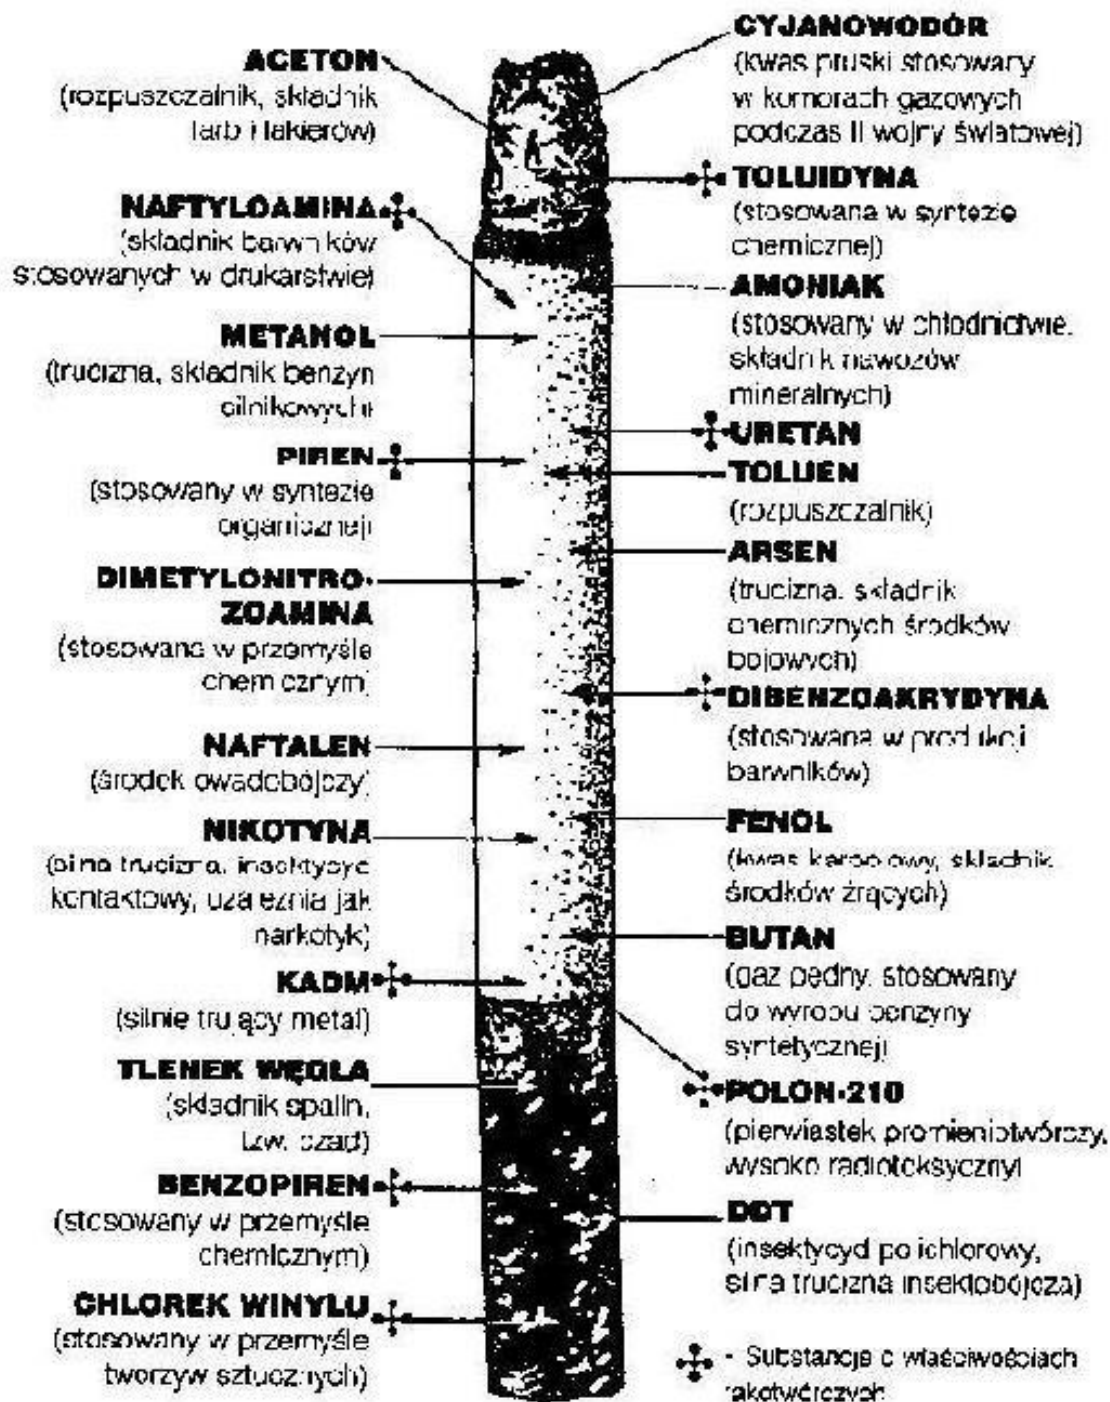 ACETON
(rozpuszczalnik, składnik
farb i lakierów)
NAFTYLOAMINA
(składnik barwników
stosowanych w drukarstwie)
METANOL
(trucizna, składnik benzyn
silnikowych)
PIREN
(stosowany w syntezie
organicznej)
DIMETYLONITRO-
ZOAMINA
(stosowana w przemyśle
chemicznym)
NAFTALEN
(środek owadobójczy)
NIKOTYNA
(silna trucizna, insektycyd
kontaktowy, uzależnia jak
narkotyk)
KADM
(silnie trujący metal)
TLENEK WĘGLA
(składnik spalin,
tzw. czad)
BENZOPIREN
(stosowany w przemyśle
chemicznym)
CHLOREK WINYLU
(stosowany w przemyśle
tworzyw sztucznych)
CYJANOWODÓR
(kwas pruski stosowany
w komorach gazowych
podczas II wojny światowej)
TOLUIDYNA
(stosowana w syntezie
chemicznej)
AMONIAK
(stosowany w chłodnictwie,
składnik nawozów
mineralnych)
URETAN
TOLUEN
(rozpuszczalnik)
ARSEN
(trucizna, składnik
chemicznych środków
bojowych)
DIBENZOAKRYDYNA
(stosowana w produkcji
barwników)
FENOL
(kwas karbolowy, składnik
środków żrących)
BUTAN
(gaz pędny, stosowany
do wyrobu benzyny
syntetycznej)
POLON-210
(pierwiastek promieniotwórczy,
wysoko radiotoksyczny)
DDT
(insektycyd polichlorowy,
silna trucizna insektobójcza)
- Substancje o właściwościach
rakotwórczych